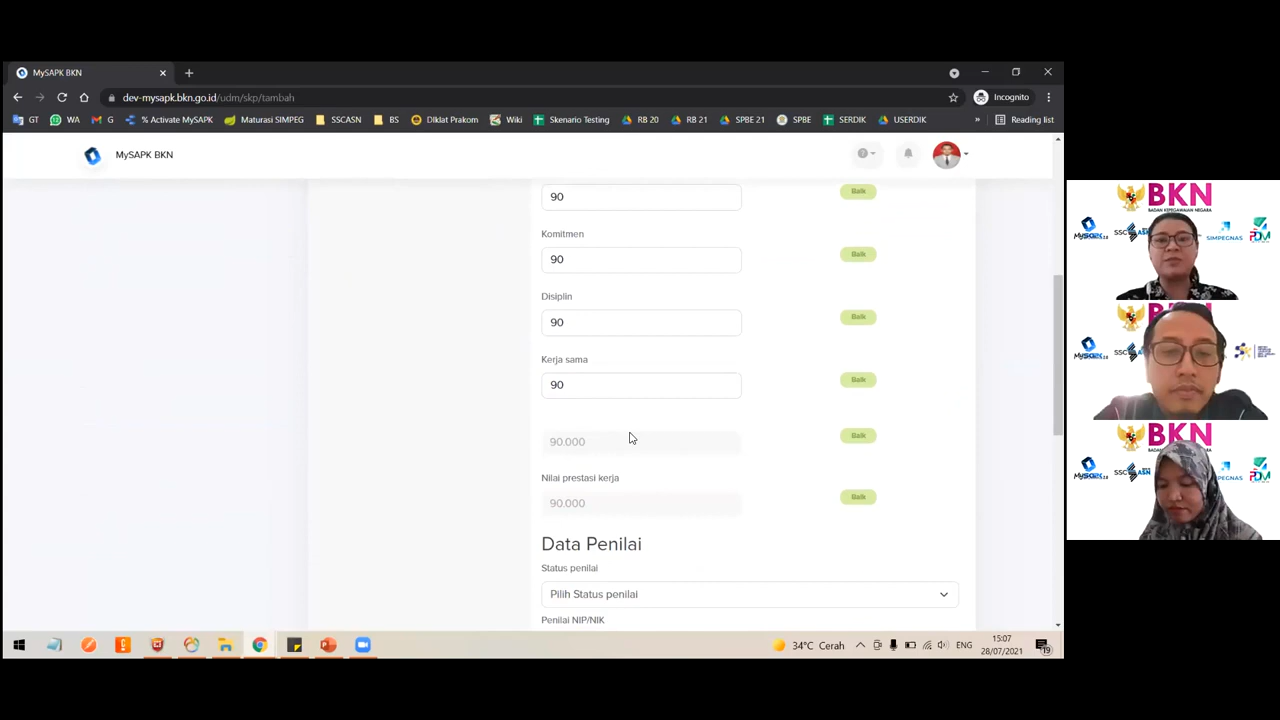 MySAPK BKN
Incognito
dev-mysapk.bkn.go.id/udm/skp/tambah
GT WA G % Activate MySAPK Maturasi SIMPEG SSCASN BS DIklat Prakom Wiki Skenario Testing RB 20 RB 21 SPBE 21 SPBE SERDIK USERDIK » Reading list
MySAPK BKN
90 Baik
Komitmen
90 Baik
Disiplin
90 Baik
Kerja sama
90 Baik
90.000 Baik
Nilai prestasi kerja
90.000 Baik
Data Penilai
Status penilai
Pilih Status penilai
Penilai NIP/NIK
34°C Cerah ENG 15:07
28/07/2021 19
BKN
BADAN KEPEGAWAIAN NEGARA
SIMPEGNAS
BKN
BKN
SIMPEGNAS